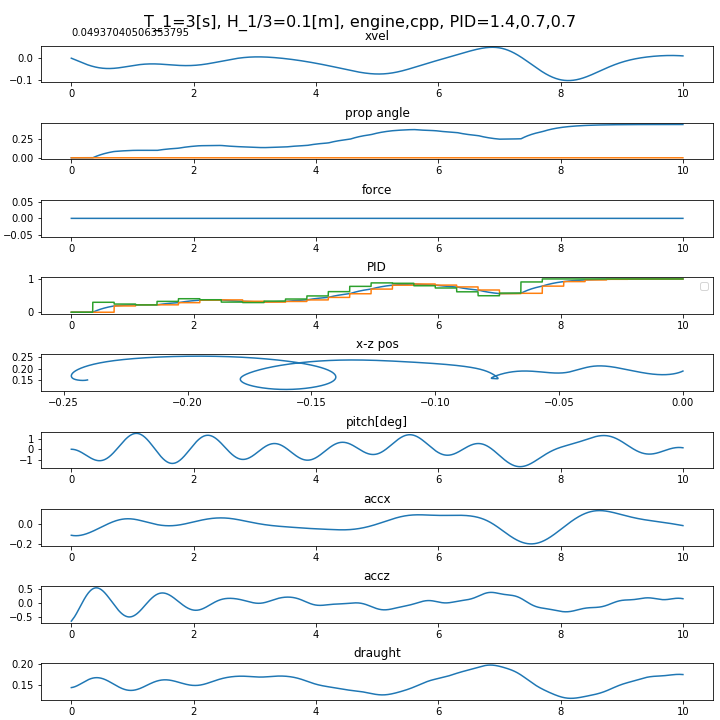 T_1=3[s], H_1/3=0.1[m], engine,cpp, PID=1.4,0.7,0.7
xvel
0.0
−0.1
0 2 4 6 8 10
prop angle
0.25
0.00
0 2 4 6 8 10
force
0.05
0.00
−0.05
0 2 4 6 8 10
PID
1
0
0 2 4 6 8 10
x-z pos
0.25
0.20
0.15
−0.25 −0.20 −0.15 −0.10 −0.05 0.00
pitch[deg]
1
0
−1
0 2 4 6 8 10
accx
0.0
−0.2
0 2 4 6 8 10
accz
0.5
0.0
−0.5
0 2 4 6 8 10
draught
0.20
0.15
0 2 4 6 8 10